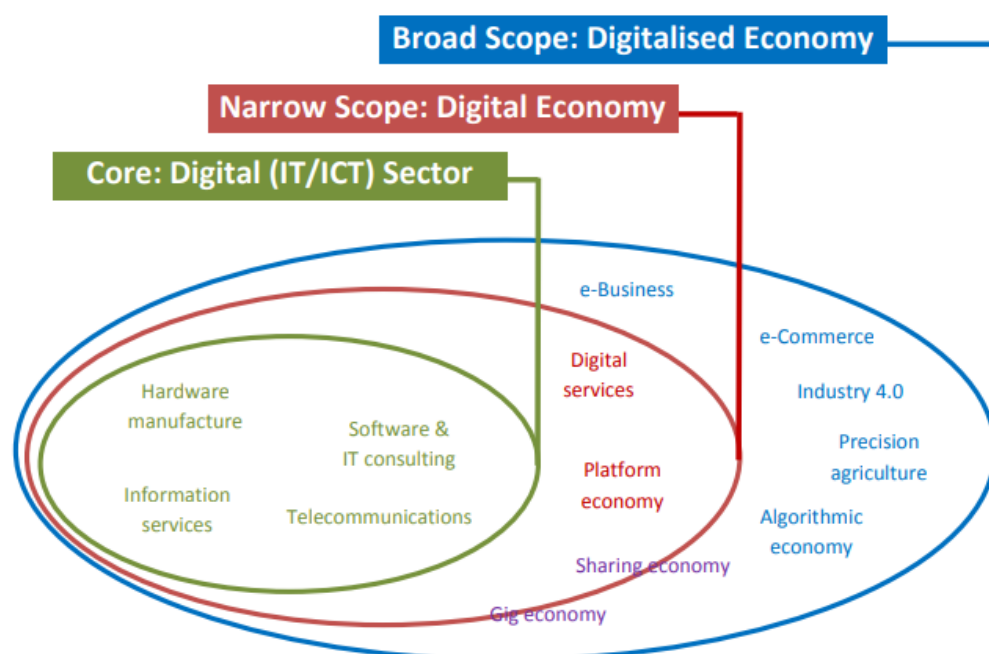 Broad Scope: Digitalised Economy
Narrow Scope: Digital Economy
Core: Digital (IT/ICT) Sector
e-Business
e-Commerce
Digital
services
Hardware
manufacture
Industry 4.0
Software &
IT consulting
Precision
agriculture
Platform
economy
Information
services
Telecommunications
Algorithmic
economy
Sharing economy
Gig economy